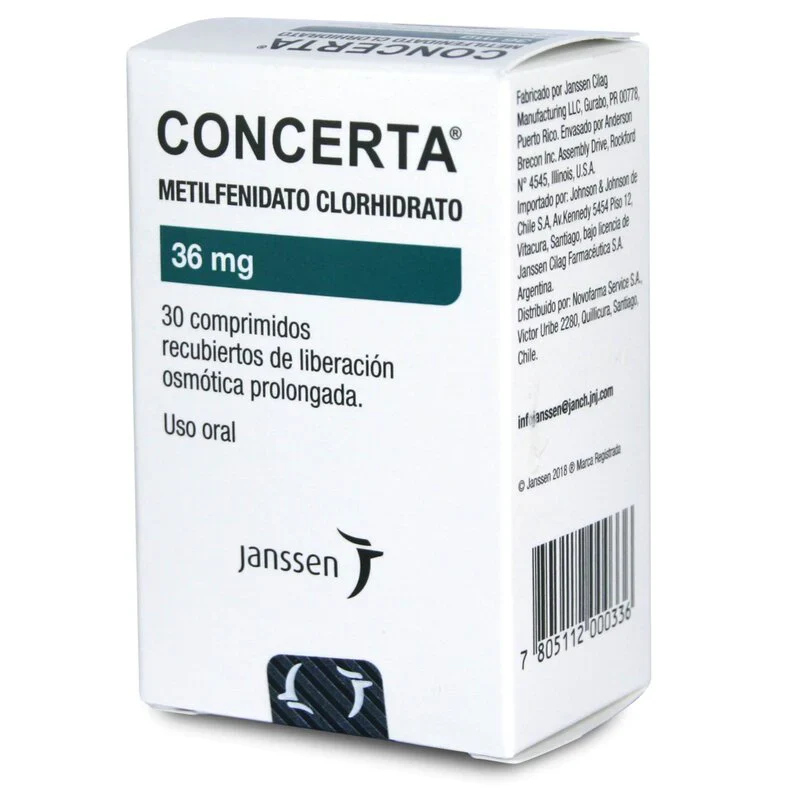 CONCERTA®
METILFENIDATO CLORHIDRATO
CONCERTA®
METILFENIDATO CLORHIDRATO
36 mg
30 comprimidos
recubiertos de liberación
osmótica prolongada.
Uso oral
janssen
Fabricado por Janssen Cilag
Manufacturing LLC, Gurabo, PR 00778,
Puerto Rico. Envasado por Anderson
Brecon Inc. Assembly Drive, Rockford
N° 4545, Illinois, U.S.A.
Importado por: Johnson & Johnson de
Chile S.A, Av.Kennedy 5454 Piso 12,
Vitacura, Santiago, bajo licencia de
Janssen Cilag Farmacéutica S.A.
Argentina.
Distribuido por: Novofarma Service S.A.,
Victor Uribe 2280, Quilicura, Santiago,
Chile.
© Janssen 2018 ® Marca Registrada
7 805112 000336